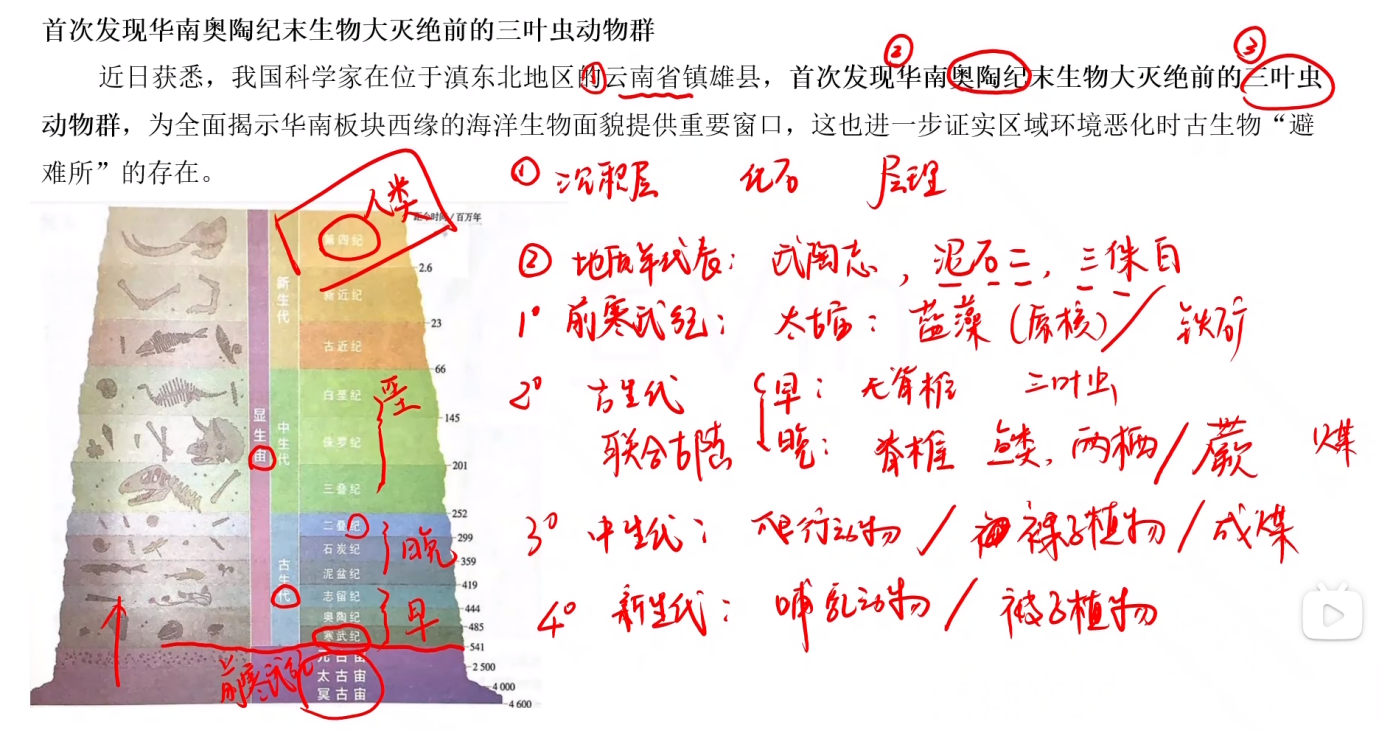 首次发现华南奥陶纪末生物大灭绝前的三叶虫动物群
近日获悉，我国科学家在位于滇东北地区的云南省镇雄县，首次发现华南奥陶纪末生物大灭绝前的三叶虫
动物群，为全面揭示华南板块西缘的海洋生物面貌提供重要窗口，这也进一步证实区域环境恶化时古生物“避
难所”的存在。
① ② ③
① 沉积层 化石 层理
② 地质年代表：武陶志，泥石二，三侏白
1° 前寒武纪：太古宙：蓝藻（原核）/ 铁矿
2° 古生代 早：无脊椎 三叶虫
联合古陆 晚：脊椎 鱼类，两栖/蕨 煤
3° 中生代：爬行动物 / 裸子植物/成煤
4° 新生代：哺乳动物 / 被子植物
人类
距今时间/百万年
第四纪
2.6
新生代
新近纪
23
古近纪
66
白垩纪
垩
145
显生宙
中生代
侏罗纪
201
三叠纪
252
二叠纪
299
石炭纪
晚
359
古生代
泥盆纪
419
志留纪
444
奥陶纪
早
485
寒武纪
541
前寒武纪
元古宙
2 500
太古宙
4 000
冥古宙
4 600